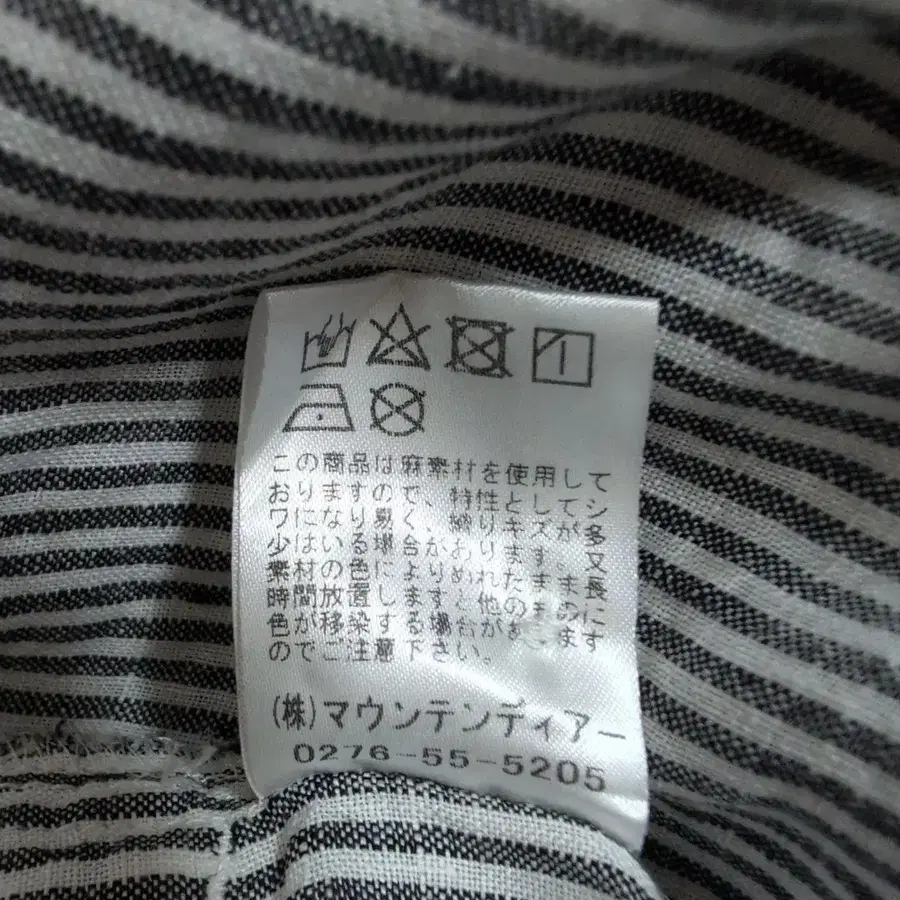 この商品は麻素材を使用して
おりますので、特性としてシ
ワになり易く、擦りキズが多
少はいる場合があります。又
素材の色によりぬれたまま長
時間放置しますと他のものに
色が移染する場合があります
のでご注意下さい。
(株)マウンテンディアー
0276-55-5205